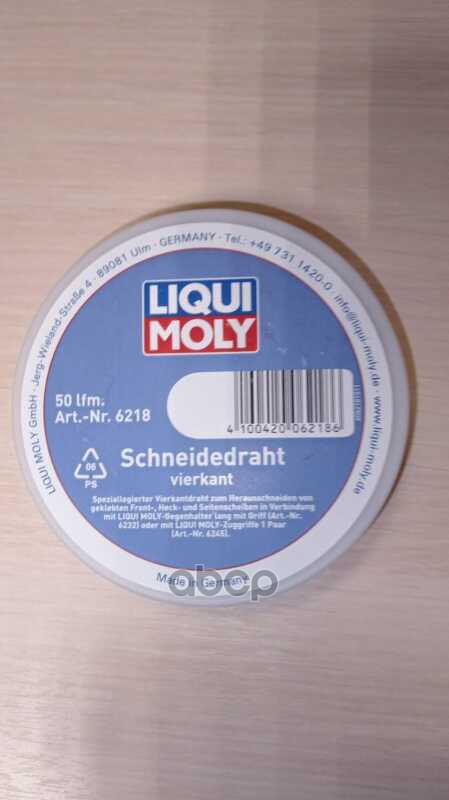 LIQUI MOLY GmbH · Jerg-Wieland-Straße 4 · 89081 Ulm · GERMANY · Tel.: +49 731 1420-0 · info@liqui-moly.de · www.liqui-moly.de
LIQUI
MOLY
50 lfm.
Art.-Nr. 6218
4 100420 062186
Schneidedraht
vierkant
06
PS
Speziallegierter Vierkantdraht zum Herausschneiden von
geklebten Front-, Heck- und Seitenscheiben in Verbindung
mit LIQUI MOLY-Gegenhalter lang mit Griff (Art.-Nr.
6232) oder mit LIQUI MOLY-Zuggriffe 1 Paar
(Art.-Nr. 6245).
Made in Germany
abcp